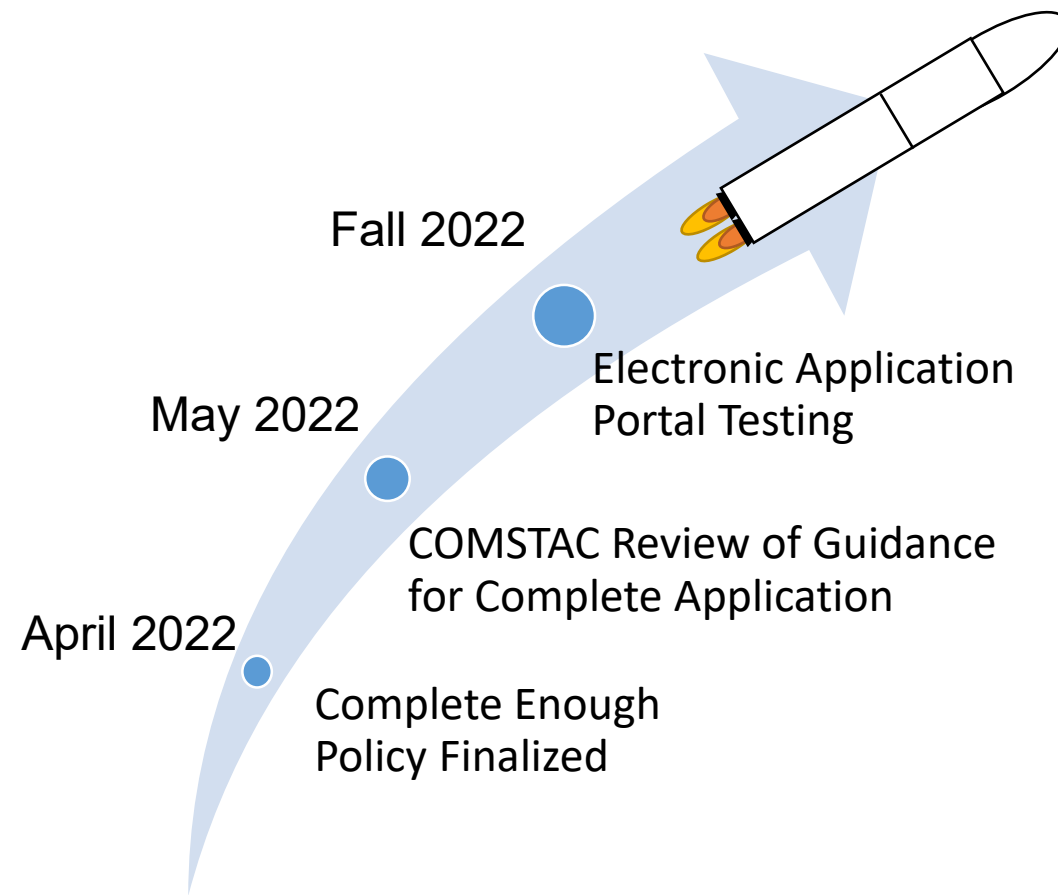 Fall 2022
Electronic Application
Portal Testing
May 2022
COMSTAC Review of Guidance
for Complete Application
April 2022
Complete Enough
Policy Finalized